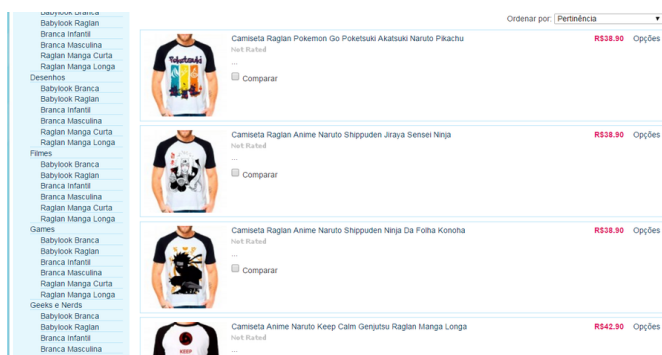 Babylook Branca
Babylook Raglan
Branca Infantil
Branca Masculina
Raglan Manga Curta
Raglan Manga Longa
Desenhos
Babylook Branca
Babylook Raglan
Branca Infantil
Branca Masculina
Raglan Manga Curta
Raglan Manga Longa
Filmes
Babylook Branca
Babylook Raglan
Branca Infantil
Branca Masculina
Raglan Manga Curta
Raglan Manga Longa
Games
Babylook Branca
Babylook Raglan
Branca Infantil
Branca Masculina
Raglan Manga Curta
Raglan Manga Longa
Geeks e Nerds
Babylook Branca
Babylook Raglan
Branca Infantil
Branca Masculina
Ordenar por: Pertinência
Poketsuki
Camiseta Raglan Pokemon Go Poketsuki Akatsuki Naruto Pikachu R$38.90 Opções
Not Rated
...
Comparar
Camiseta Raglan Anime Naruto Shippuden Jiraya Sensei Ninja R$38.90 Opções
Not Rated
...
Comparar
Camiseta Raglan Anime Naruto Shippuden Ninja Da Folha Konoha R$38.90 Opções
Not Rated
...
Comparar
Camiseta Anime Naruto Keep Calm Genjutsu Raglan Manga Longa R$42.90 Opções
Not Rated
...
KEEP